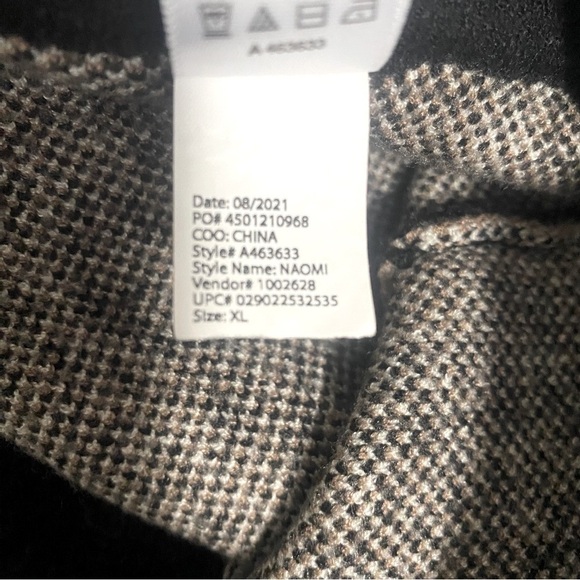 A 463633
Date: 08/2021
PO# 4501210968
COO: CHINA
Style# A463633
Style Name: NAOMI
Vendor# 1002628
UPC# 029022532535
Size: XL